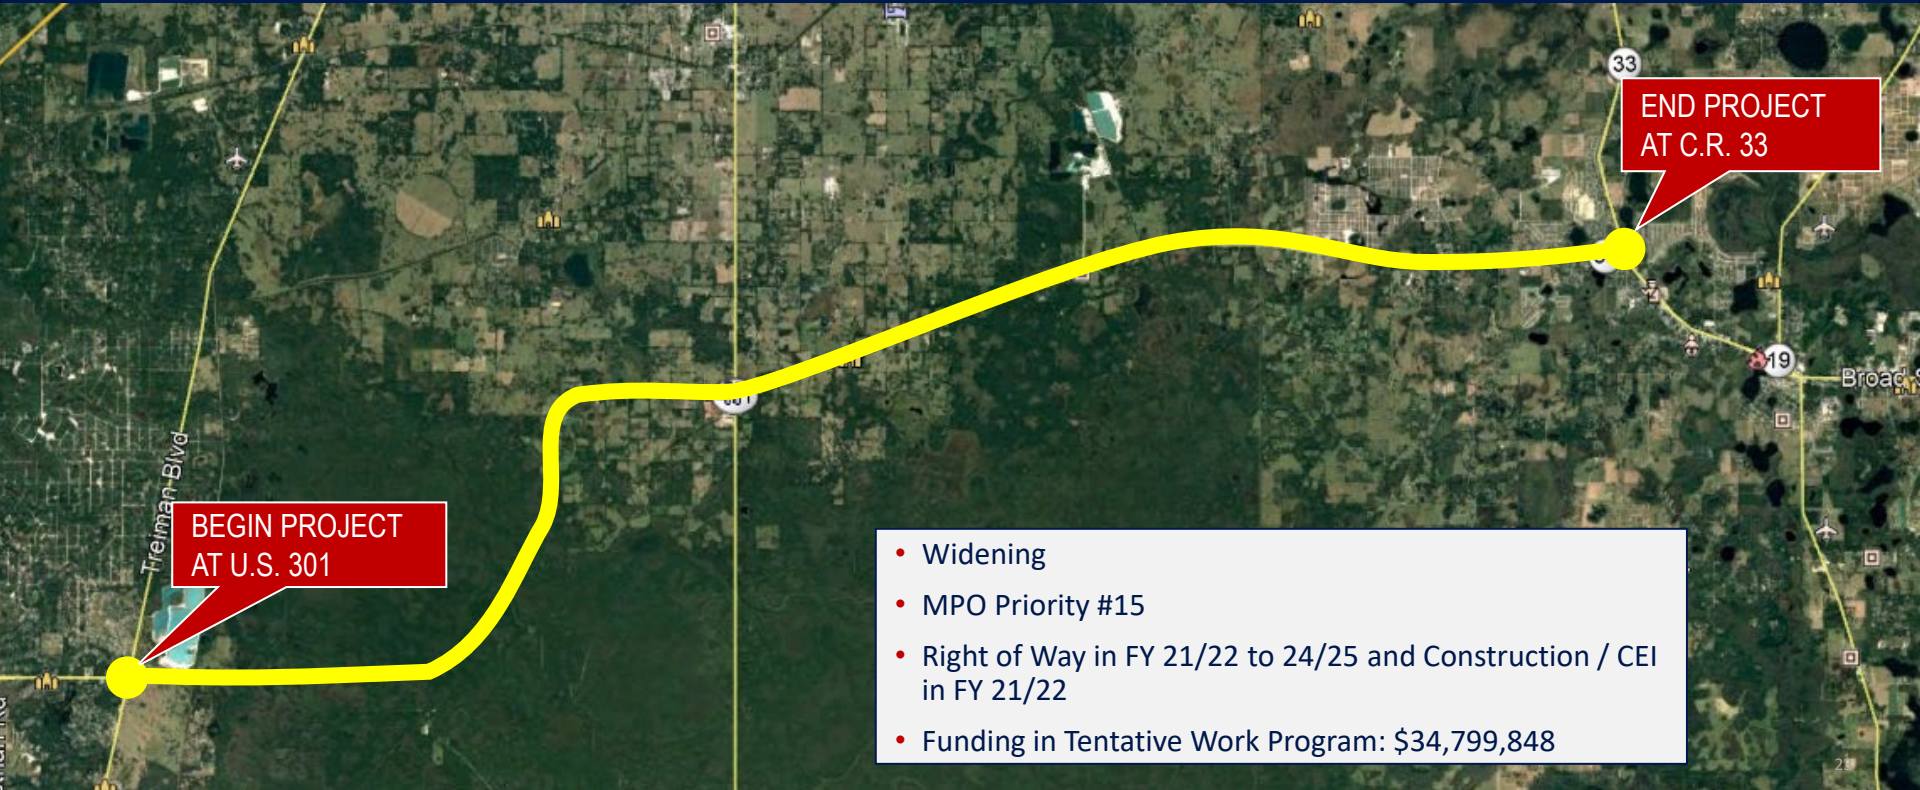 33
END PROJECT
AT C.R. 33
19
Broad
Treiman Blvd
BEGIN PROJECT
AT U.S. 301
• Widening
• MPO Priority #15
• Right of Way in FY 21/22 to 24/25 and Construction / CEI
in FY 21/22
• Funding in Tentative Work Program: $34,799,848